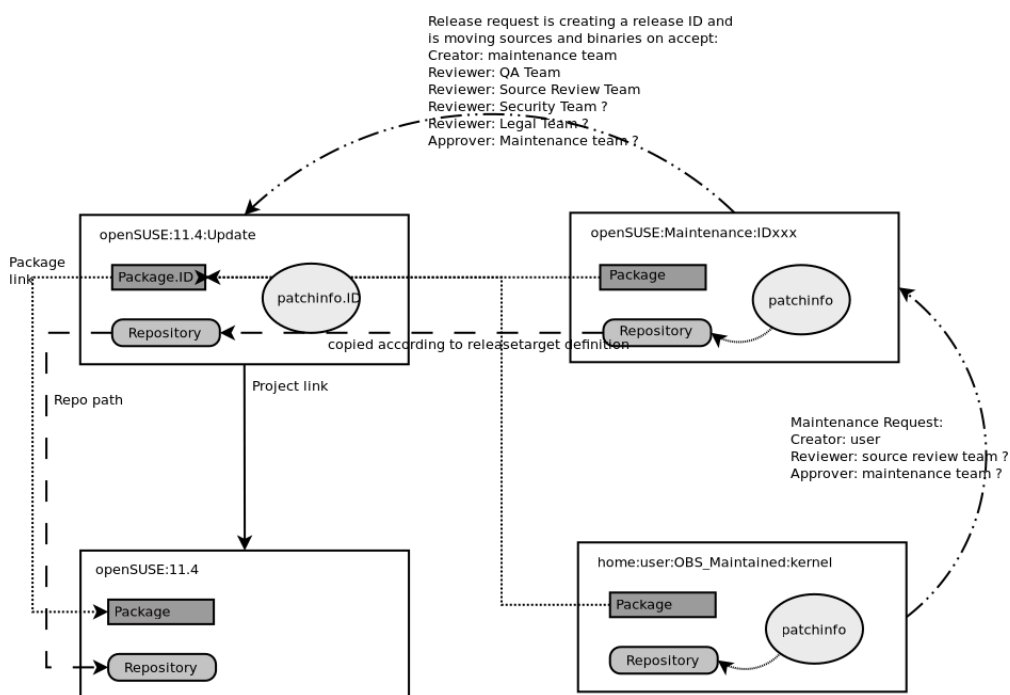 Release request is creating a release ID and
is moving sources and binaries on accept:
Creator: maintenance team
Reviewer: QA Team
Reviewer: Source Review Team
Reviewer: Security Team ?
Reviewer: Legal Team ?
Approver: Maintenance team ?
openSUSE:11.4:Update
Package.ID
patchinfo.ID
Repository
Package
link
openSUSE:Maintenance:IDxxx
Package
patchinfo
Repository
copied according to releasetarget definition
Project link
Repo path
Maintenance Request:
Creator: user
Reviewer: source review team ?
Approver: maintenance team ?
openSUSE:11.4
Package
Repository
home:user:OBS_Maintained:kernel
Package
patchinfo
Repository